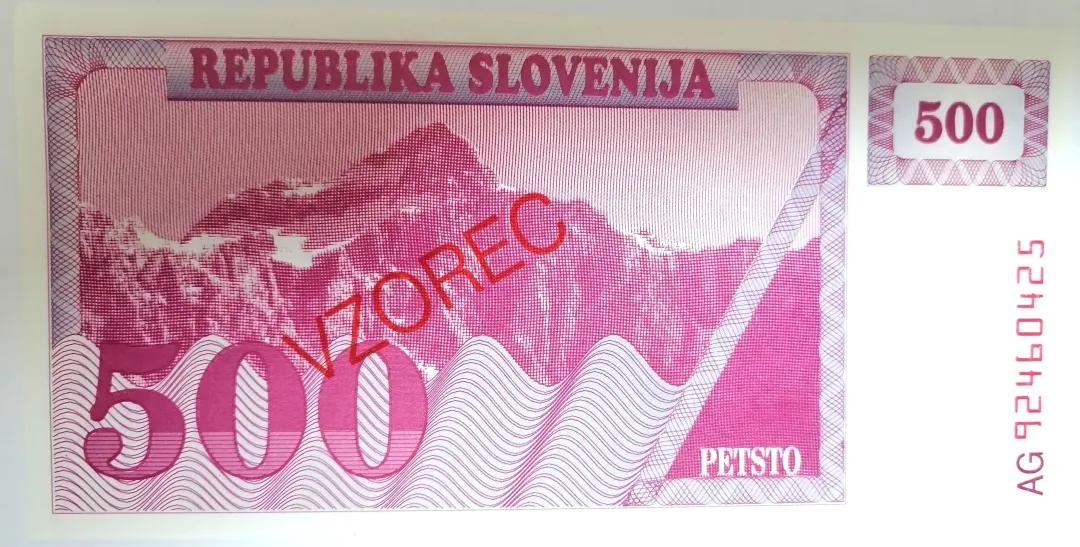 REPUBLIKA SLOVENIJA
500
VZOREC
500
PETSTO
AG 92460425